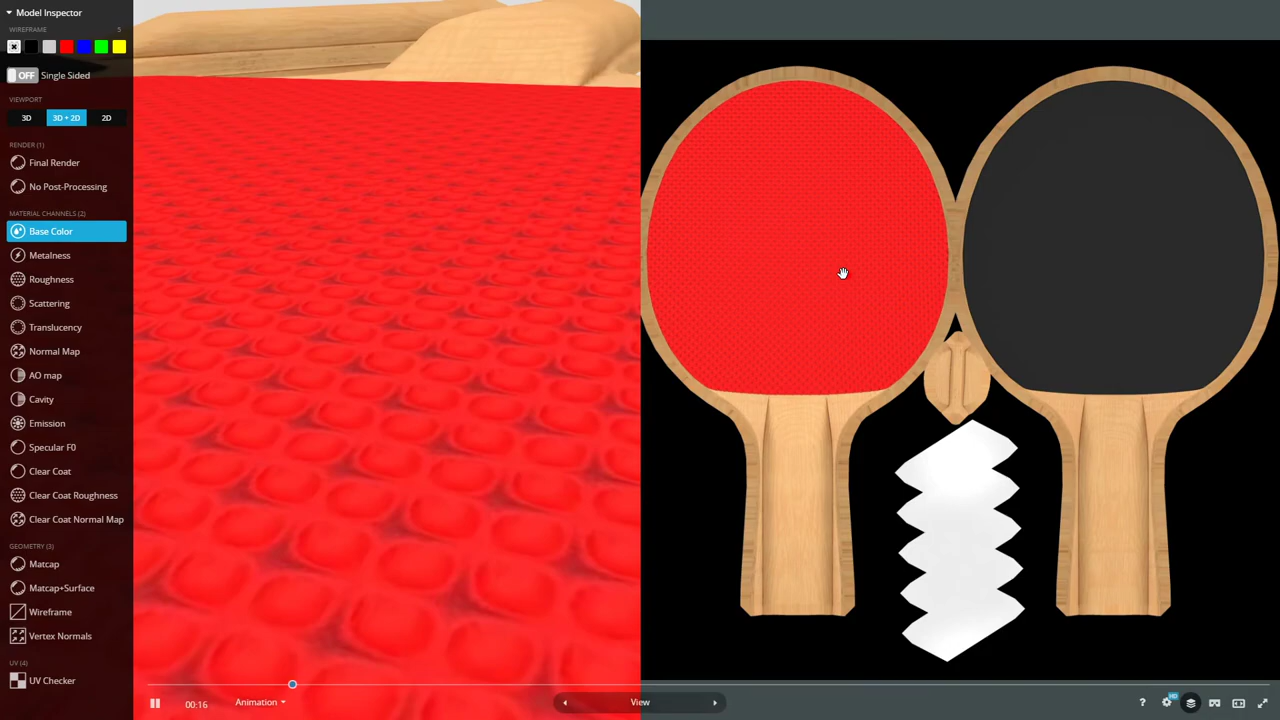 Model Inspector
WIREFRAME 5
OFF Single Sided
VIEWPORT
3D 3D + 2D 2D
RENDER (1)
Final Render
No Post-Processing
MATERIAL CHANNELS (2)
Base Color
Metalness
Roughness
Scattering
Translucency
Normal Map
AO map
Cavity
Emission
Specular F0
Clear Coat
Clear Coat Roughness
Clear Coat Normal Map
GEOMETRY (3)
Matcap
Matcap+Surface
Wireframe
Vertex Normals
UV (4)
UV Checker
00:16 Animation View ? HD